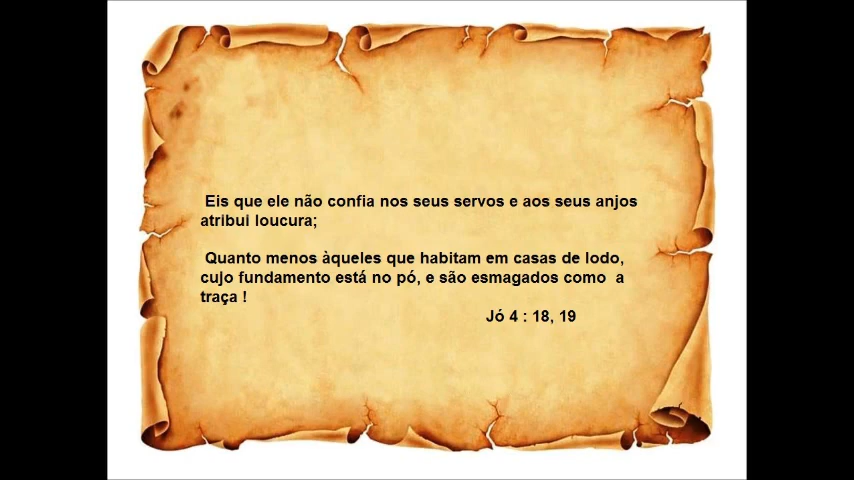 Eis que ele não confia nos seus servos e aos seus anjos
atribui loucura;
Quanto menos àqueles que habitam em casas de lodo,
cujo fundamento está no pó, e são esmagados como a
traça !
Jó 4 : 18, 19